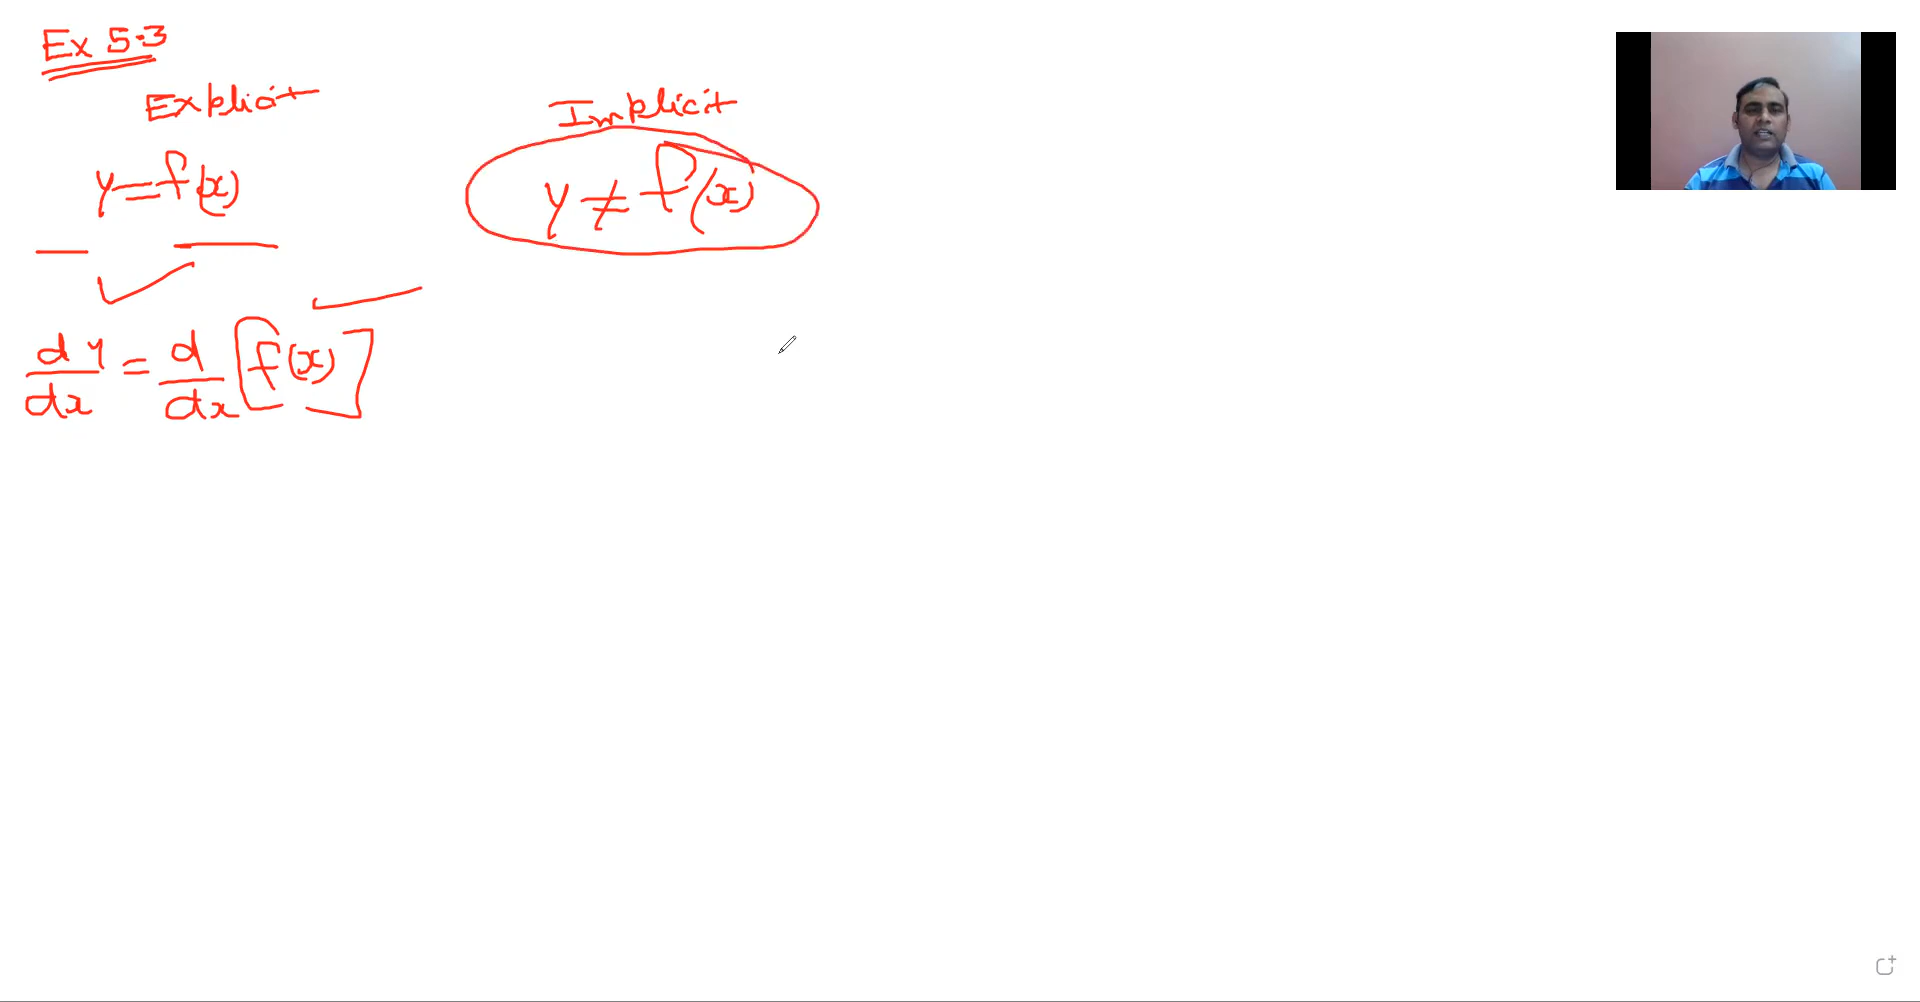 Ex 5.3
Explicit
Implicit
y = f(x)
y ≠ f(x)
dy/dx = d/dx [f(x)]